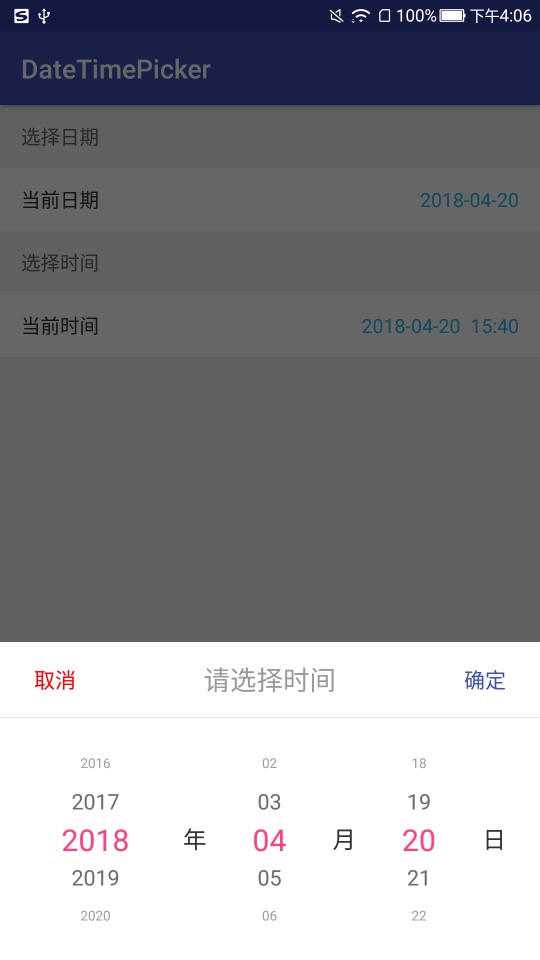 100% 下午4:06
DateTimePicker
选择日期
当前日期 2018-04-20
选择时间
当前时间 2018-04-20 15:40
取消 请选择时间 确定
2016 02 18
2017 03 19
2018 年 04 月 20 日
2019 05 21
2020 06 22